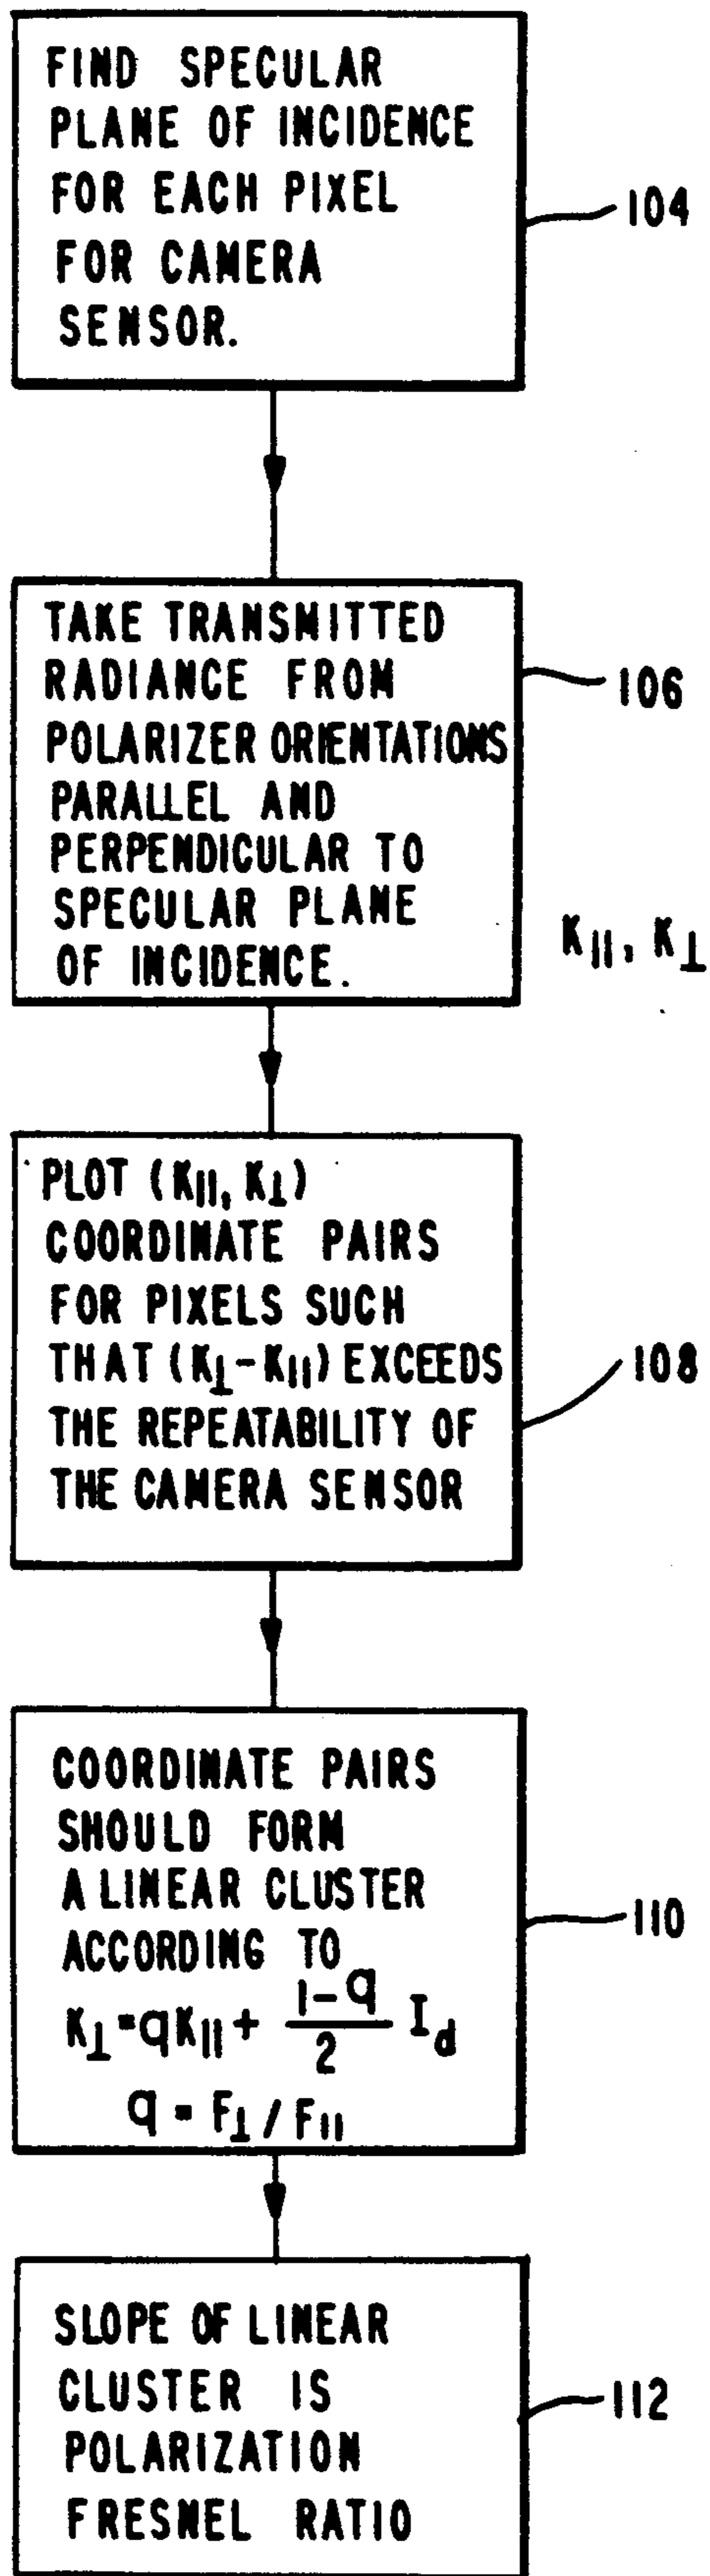 FIND SPECULAR
PLANE OF INCIDENCE
FOR EACH PIXEL
FOR CAMERA
SENSOR.
104
TAKE TRANSMITTED
RADIANCE FROM
POLARIZER ORIENTATIONS
PARALLEL AND
PERPENDICULAR TO
SPECULAR PLANE
OF INCIDENCE.
106
K||, K⊥
PLOT (K||, K⊥)
COORDINATE PAIRS
FOR PIXELS SUCH
THAT (K⊥-K||) EXCEEDS
THE REPEATABILITY OF
THE CAMERA SENSOR
108
COORDINATE PAIRS
SHOULD FORM
A LINEAR CLUSTER
ACCORDING TO
K⊥=qK||+ (1-q)/2 Id
q = F⊥ / F||
110
SLOPE OF LINEAR
CLUSTER IS
POLARIZATION
FRESNEL RATIO
112